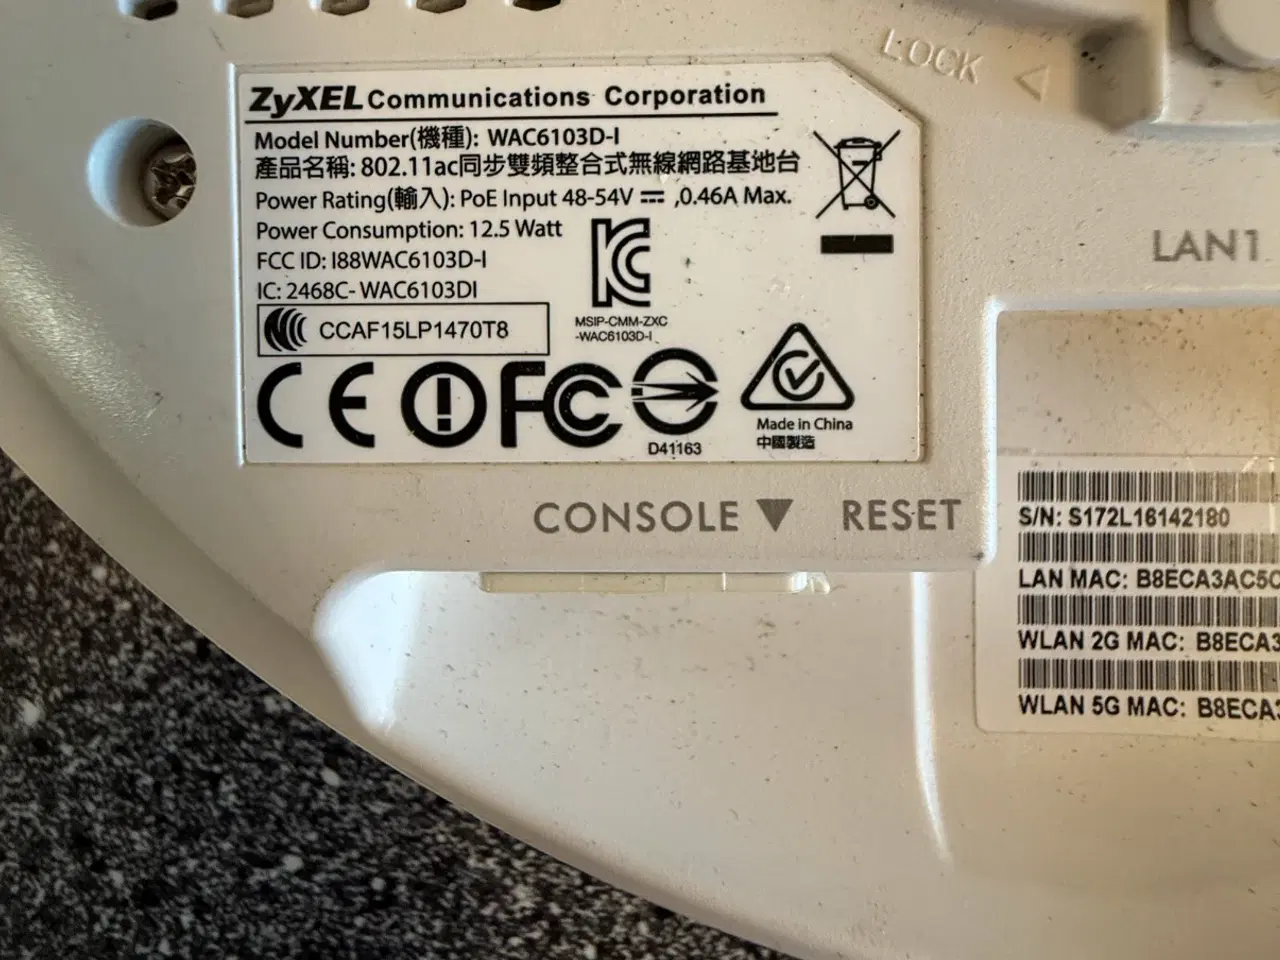 LOCK
ZyXEL Communications Corporation
Model Number(機種): WAC6103D-I
產品名稱: 802.11ac同步雙頻整合式無線網路基地台
Power Rating(輸入): PoE Input 48-54V ⎓ ,0.46A Max.
Power Consumption: 12.5 Watt
FCC ID: I88WAC6103D-I
IC: 2468C- WAC6103DI
MSIP-CMM-ZXC
-WAC6103D-I
CCAF15LP1470T8
CE FC
D41163
Made in China
中國製造
LAN1
CONSOLE ▼ RESET
S/N: S172L16142180
LAN MAC: B8ECA3AC5C
WLAN 2G MAC: B8ECA3
WLAN 5G MAC: B8ECA3